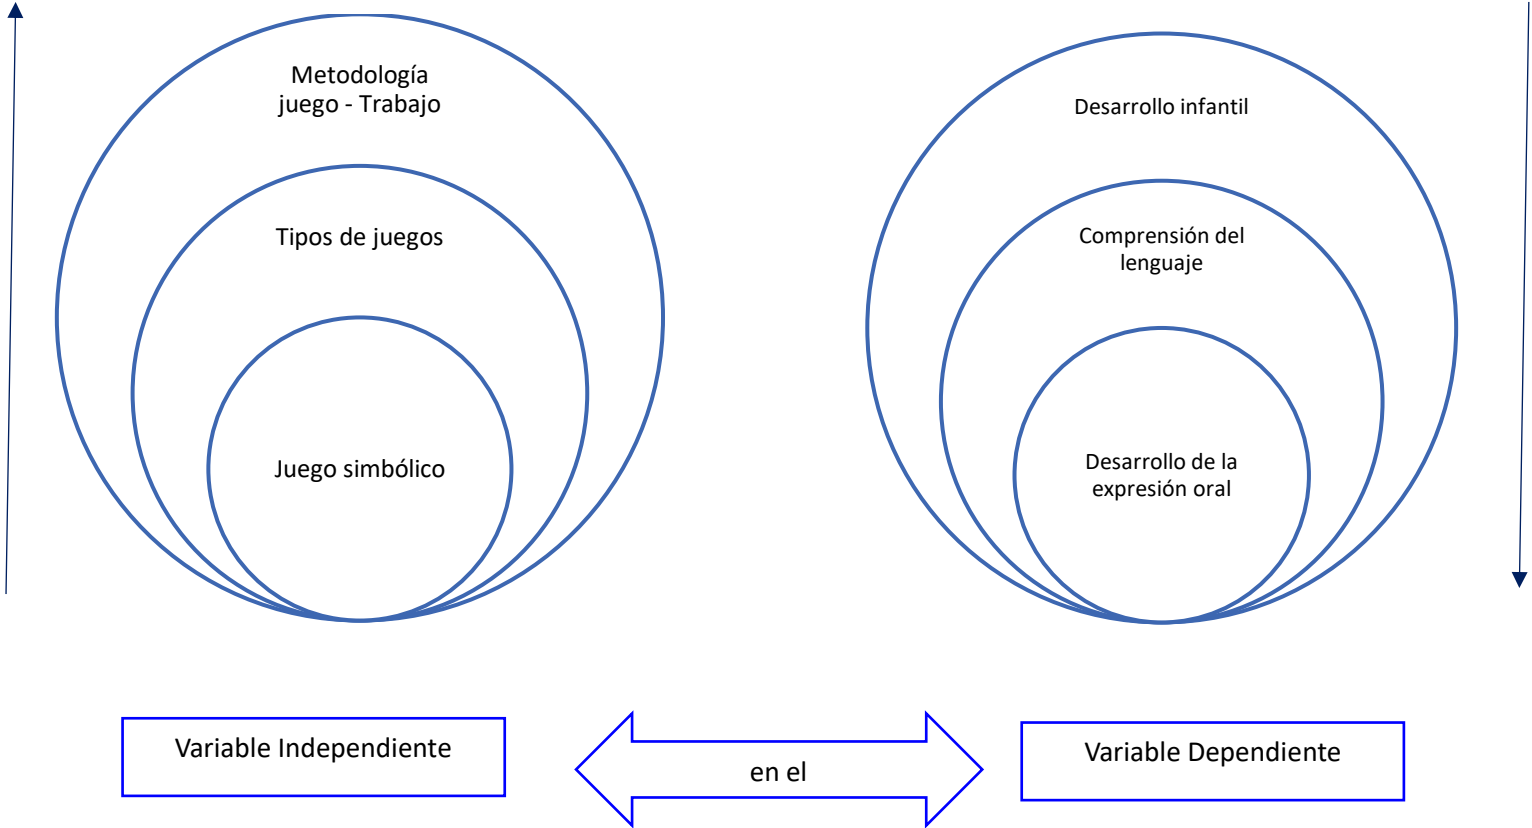 Metodología
juego - Trabajo
Tipos de juegos
Juego simbólico
Desarrollo infantil
Comprensión del
lenguaje
Desarrollo de la
expresión oral
Variable Independiente
en el
Variable Dependiente